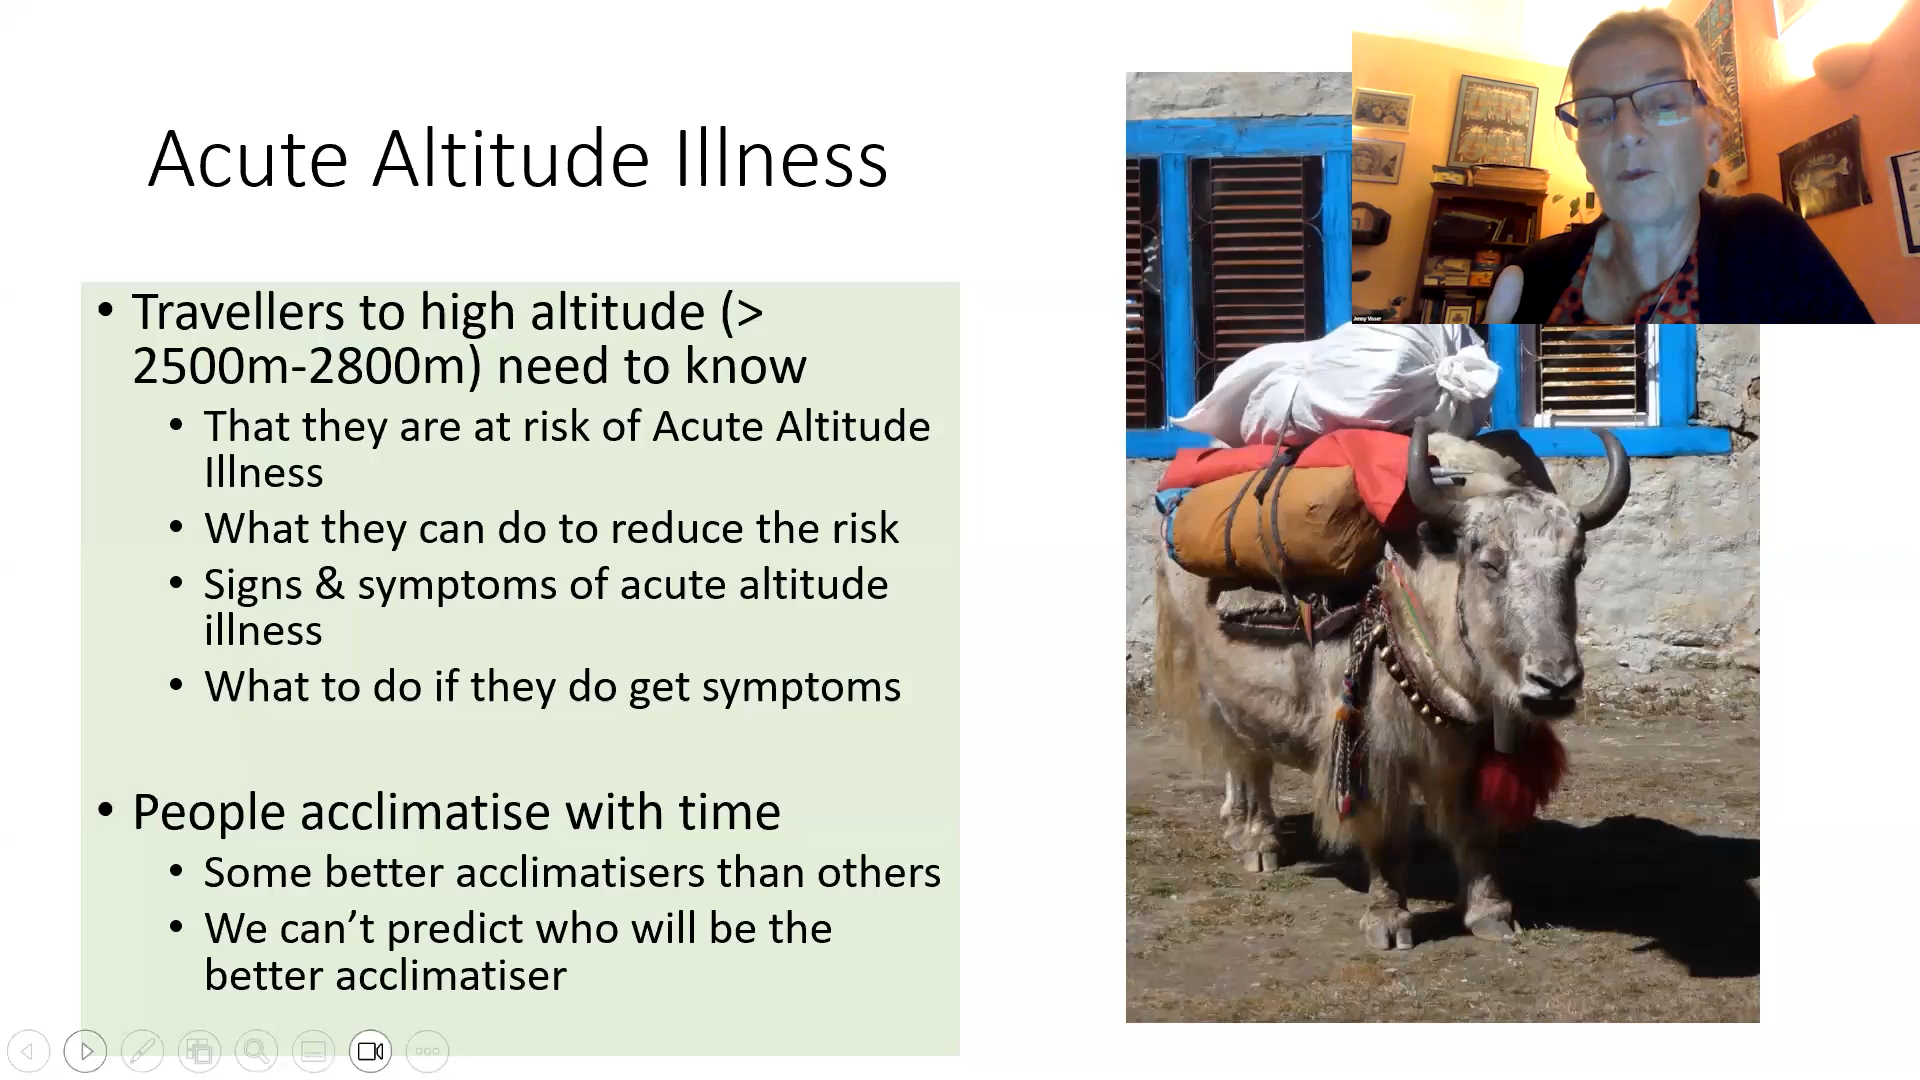 Acute Altitude Illness
• Travellers to high altitude (>
2500m-2800m) need to know
• That they are at risk of Acute Altitude
Illness
• What they can do to reduce the risk
• Signs & symptoms of acute altitude
illness
• What to do if they do get symptoms
• People acclimatise with time
• Some better acclimatisers than others
• We can’t predict who will be the
better acclimatiser
Jenny Visser